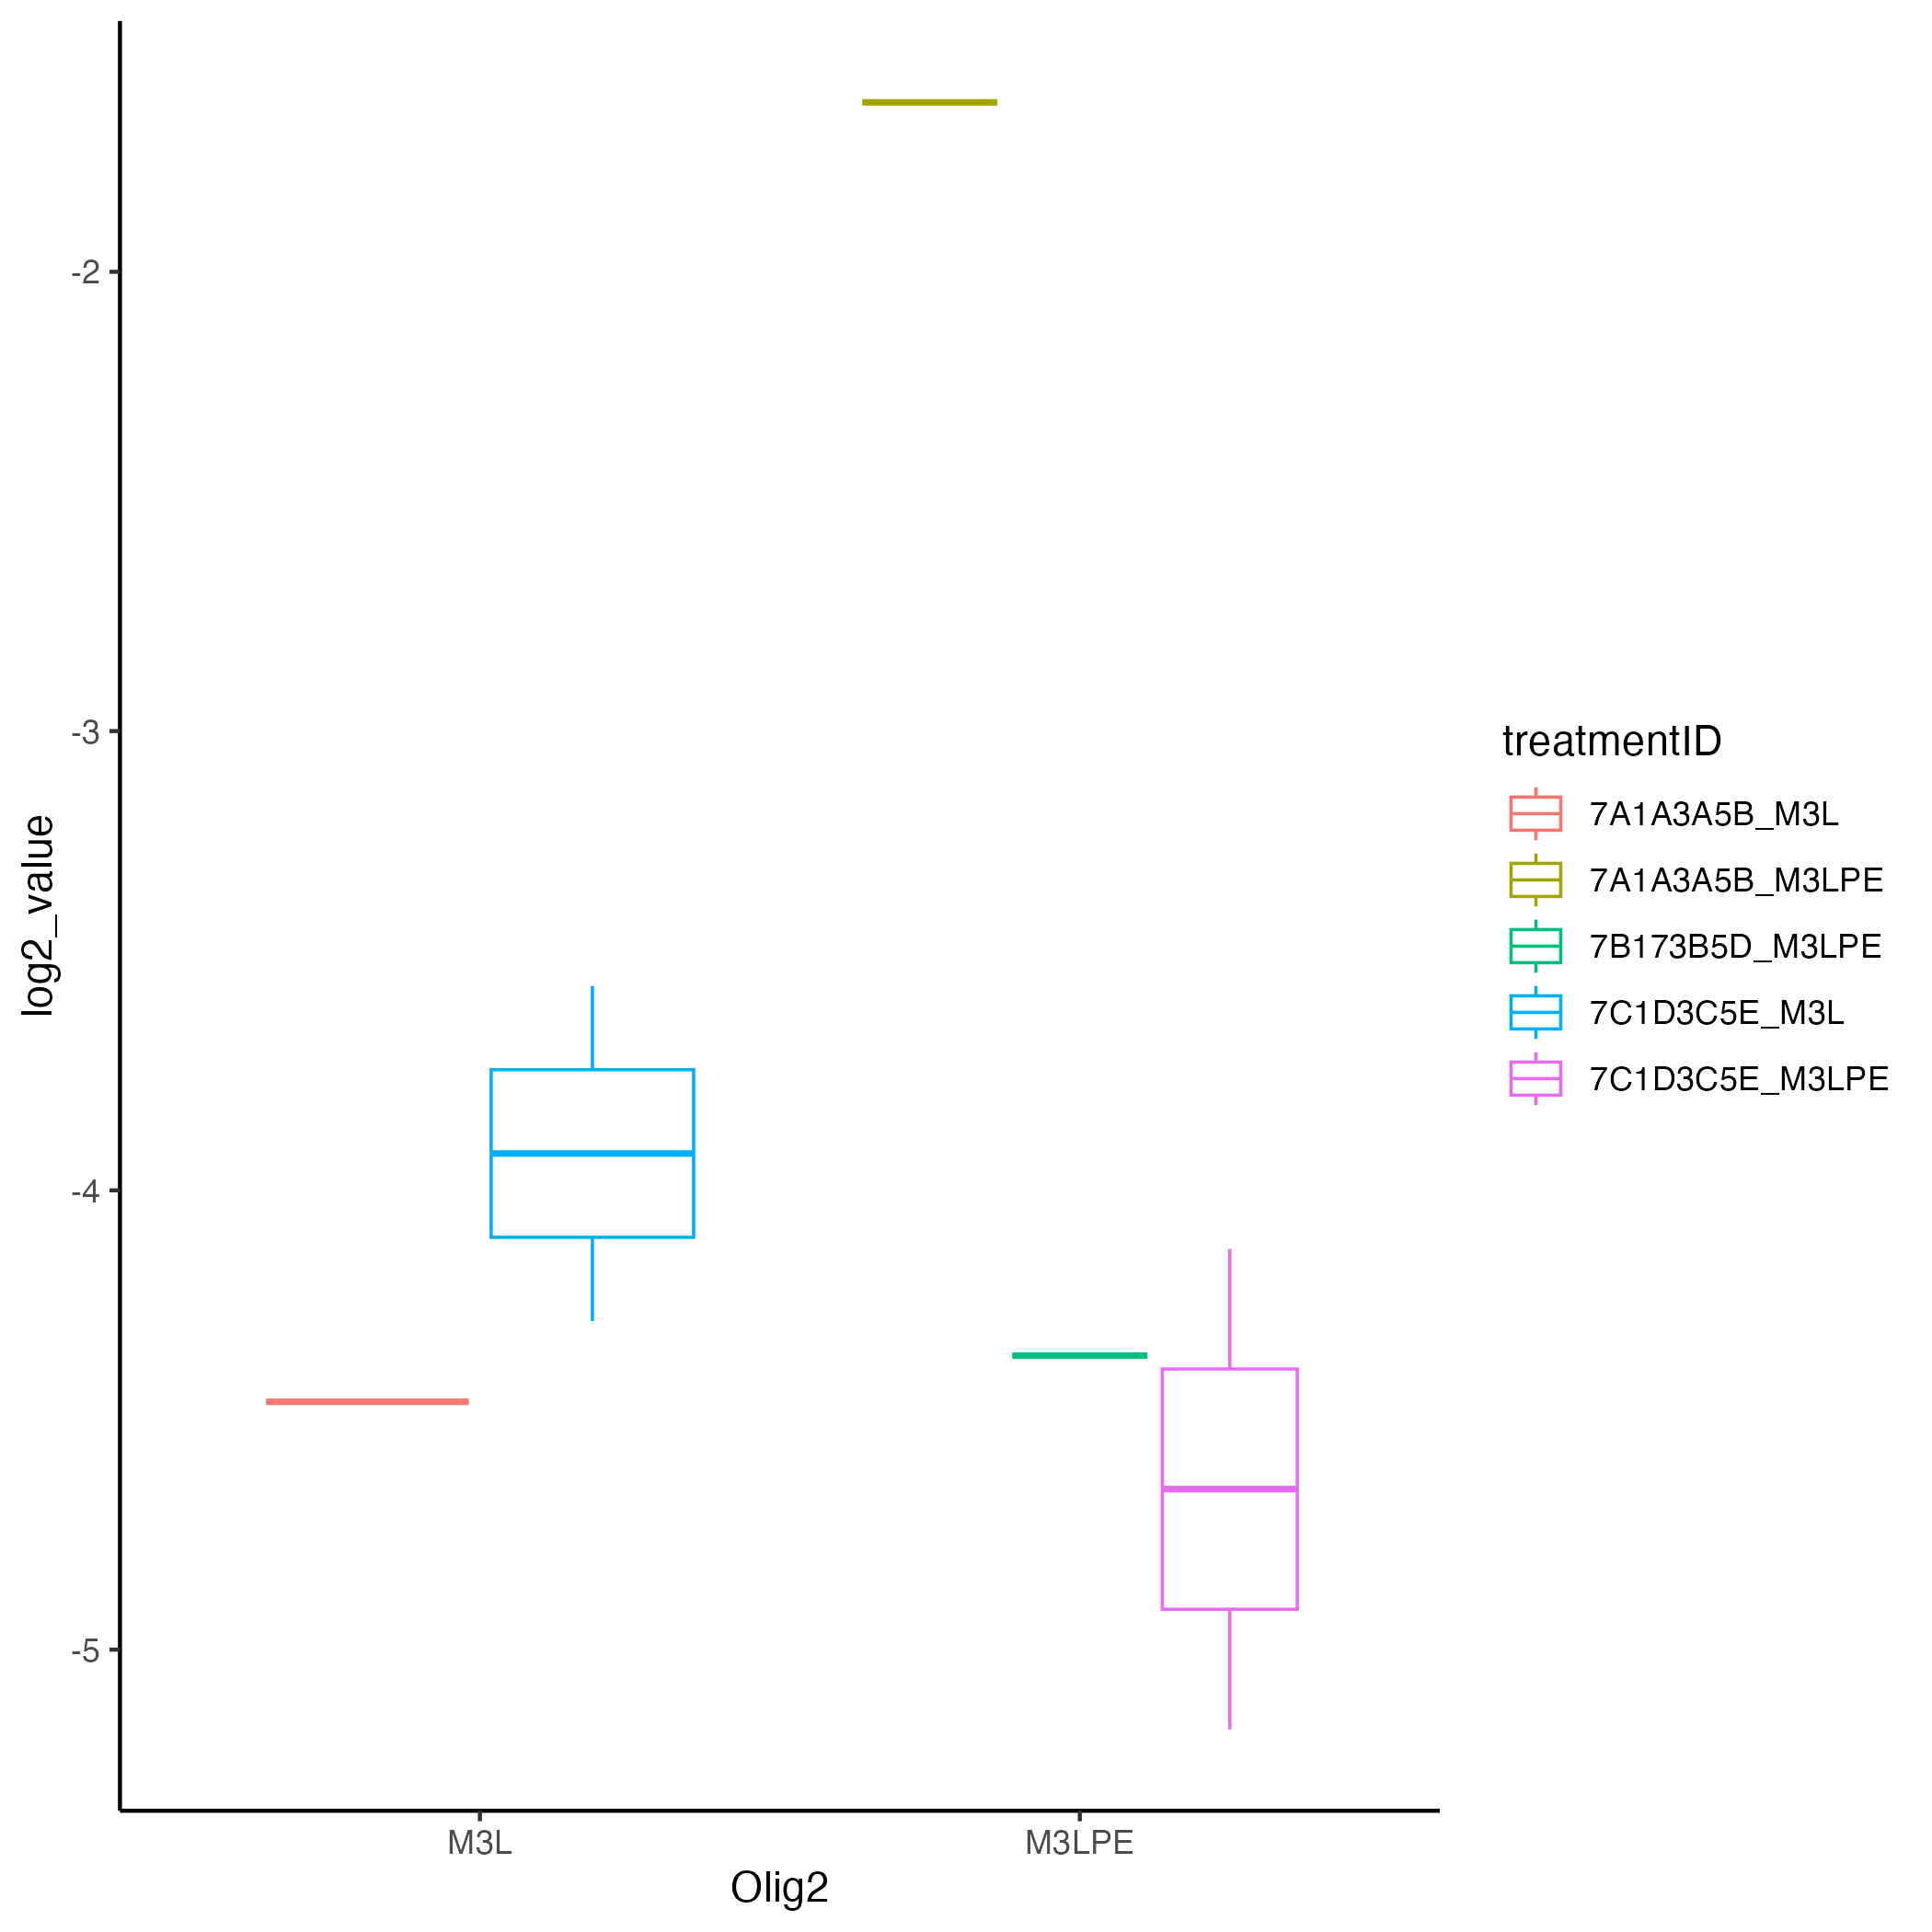 log2_value
-2
-3
-4
-5
M3L
M3LPE
Olig2
treatmentID
7A1A3A5B_M3L
7A1A3A5B_M3LPE
7B173B5D_M3LPE
7C1D3C5E_M3L
7C1D3C5E_M3LPE